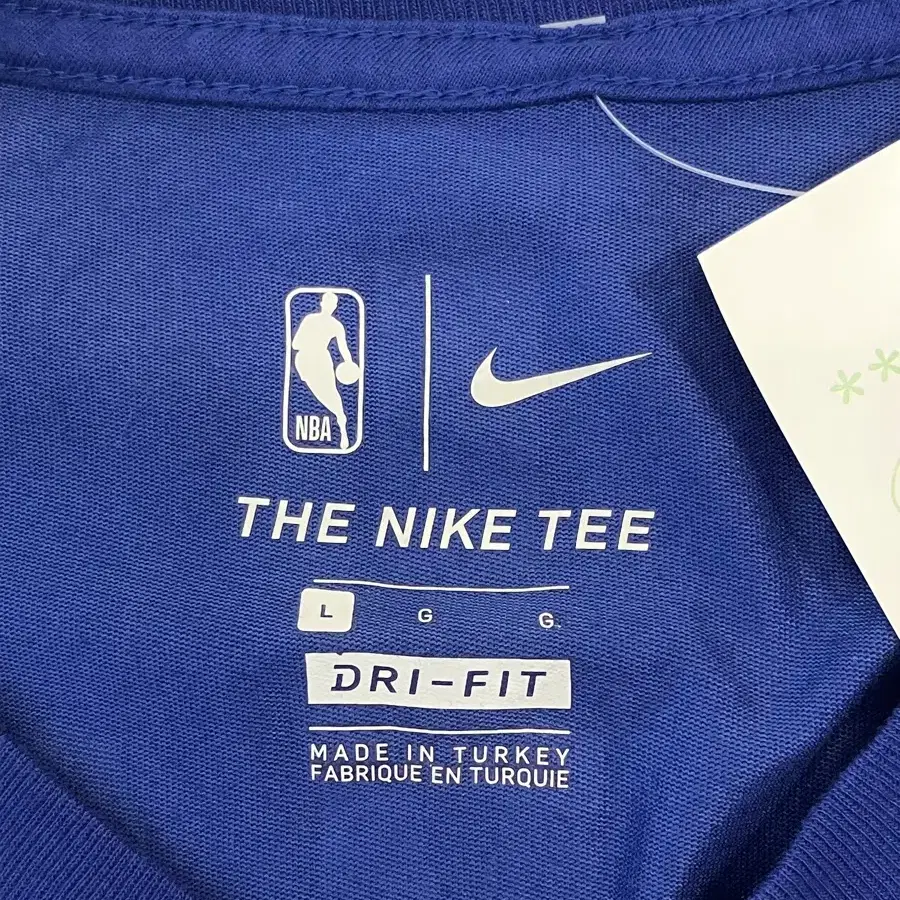 NBA
THE NIKE TEE
L G G.
DRI-FIT
MADE IN TURKEY
FABRIQUE EN TURQUIE